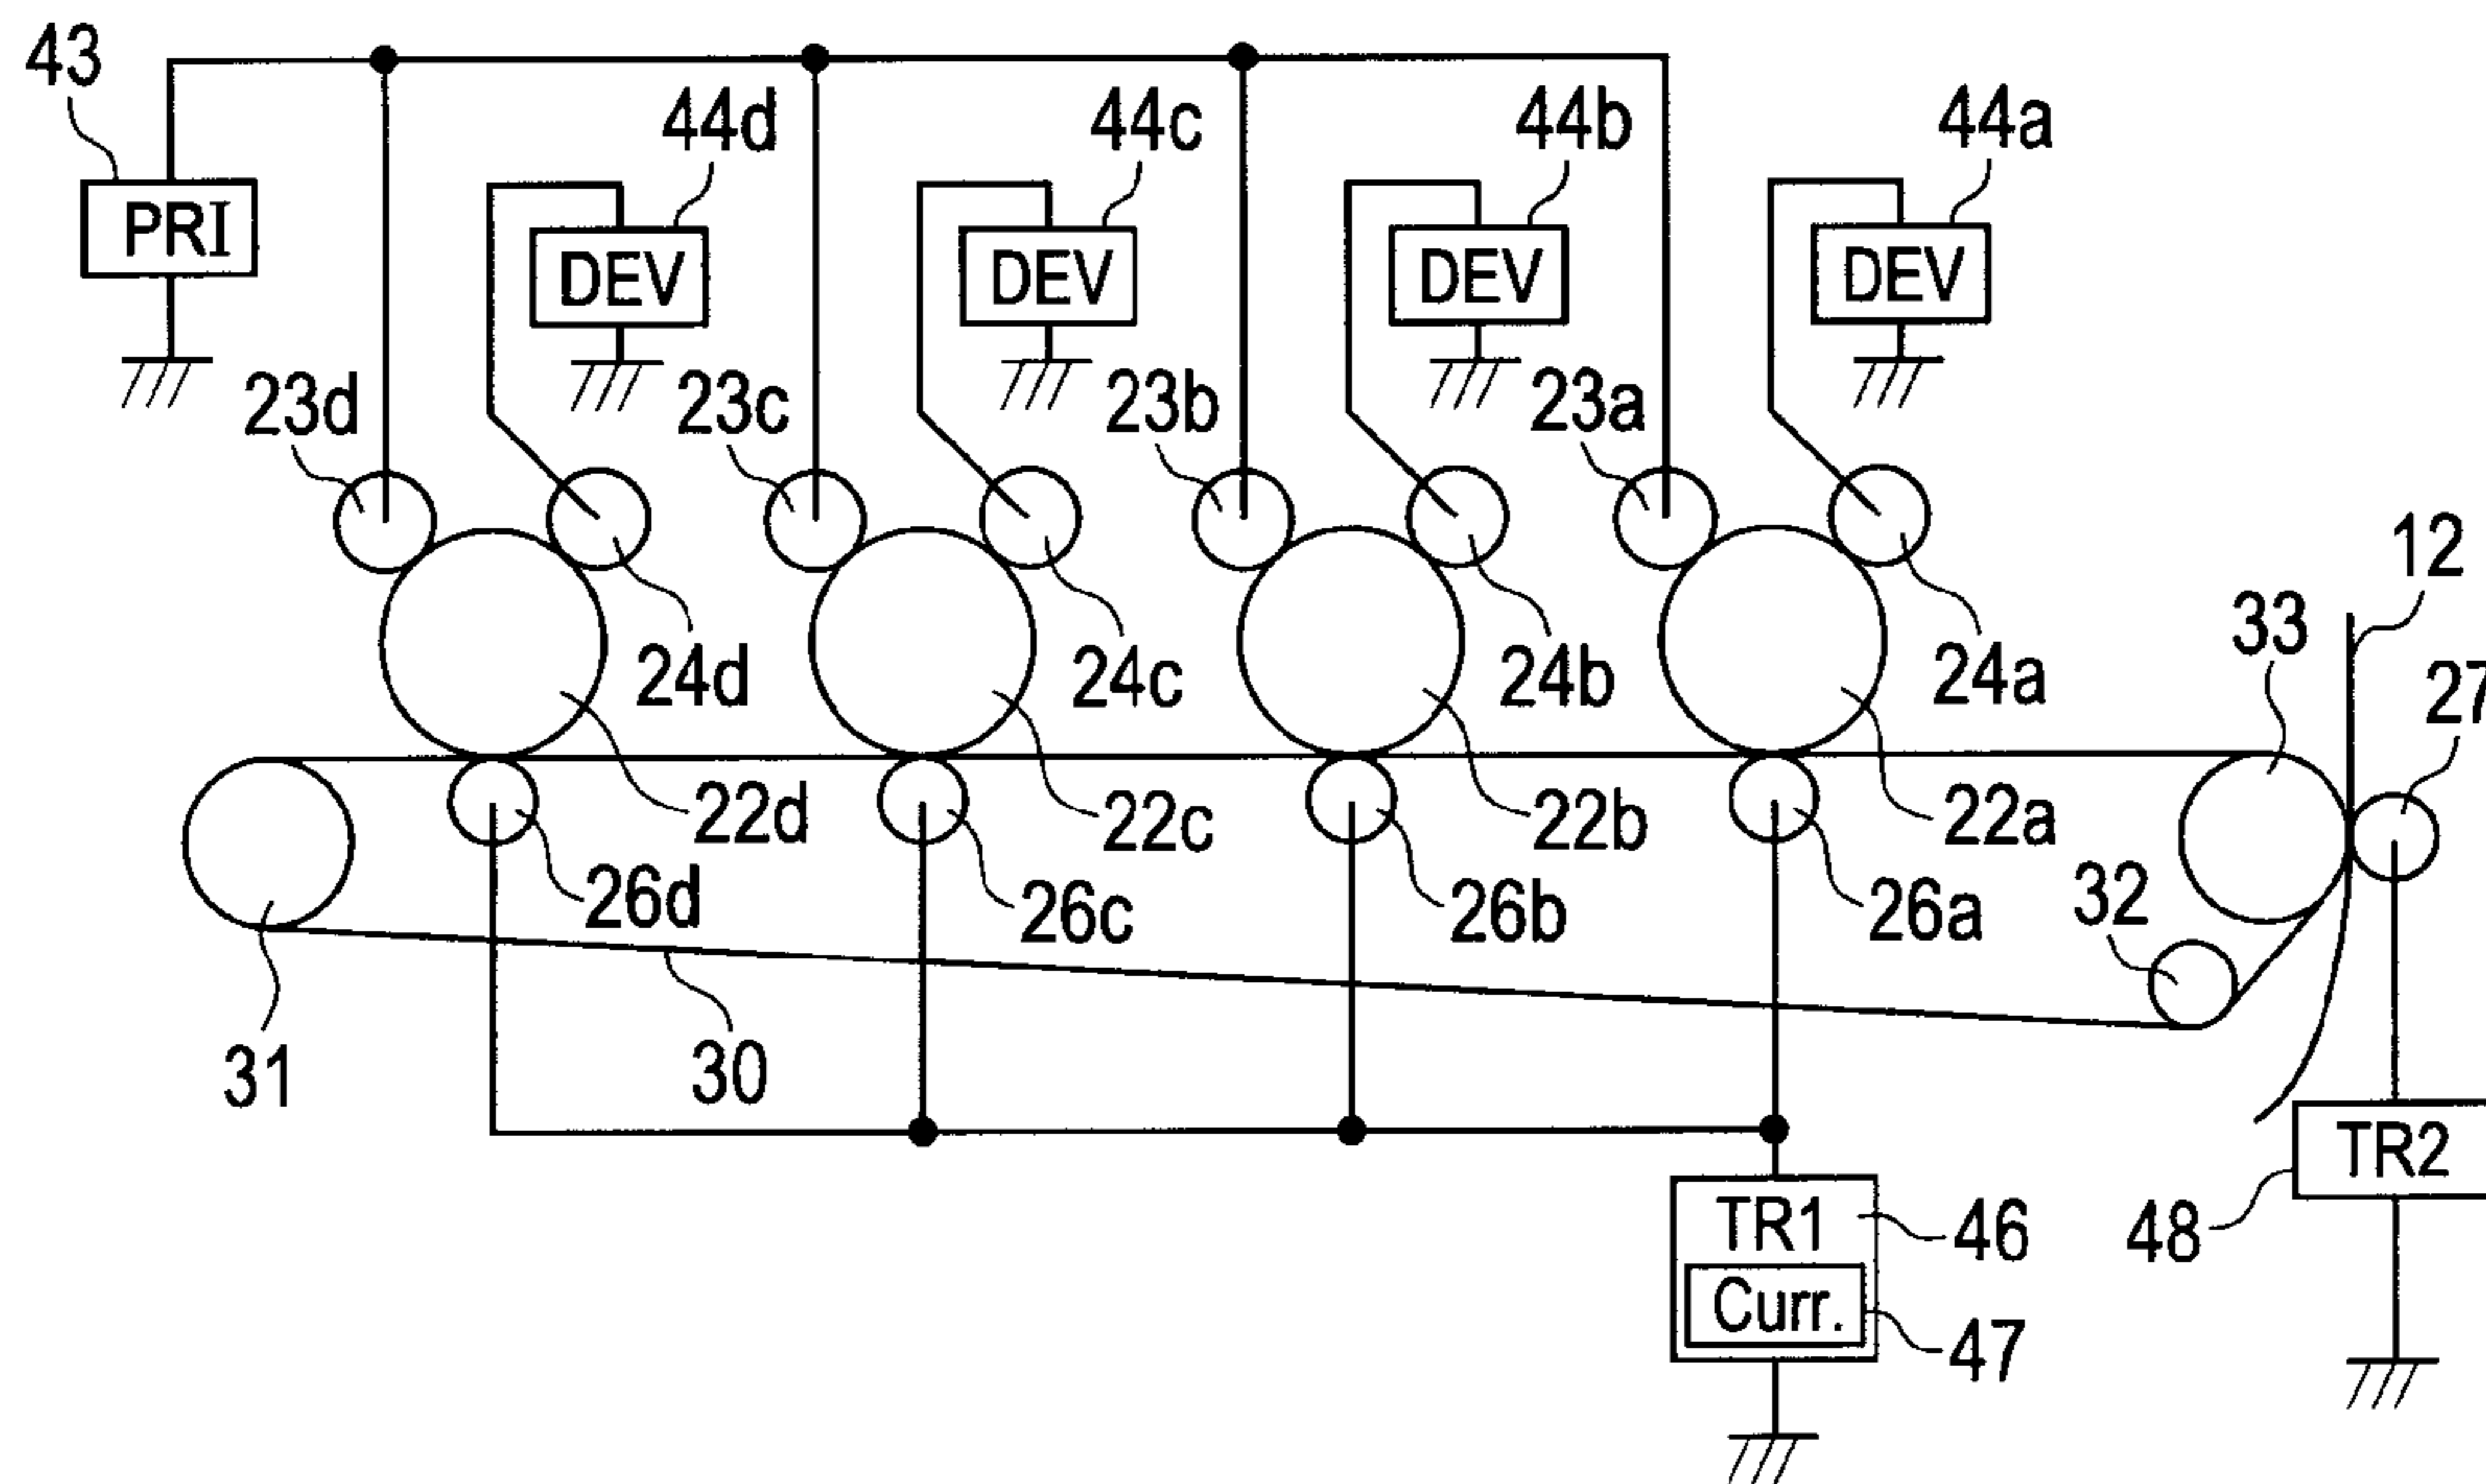 43
44d
44c
44b
44a
PRI
DEV
DEV
DEV
DEV
23d
23c
23b
23a
12
33
27
24d
24c
24b
24a
22d
22c
22b
22a
26d
26c
26b
26a
32
31
30
TR1
46
TR2
48
Curr.
47